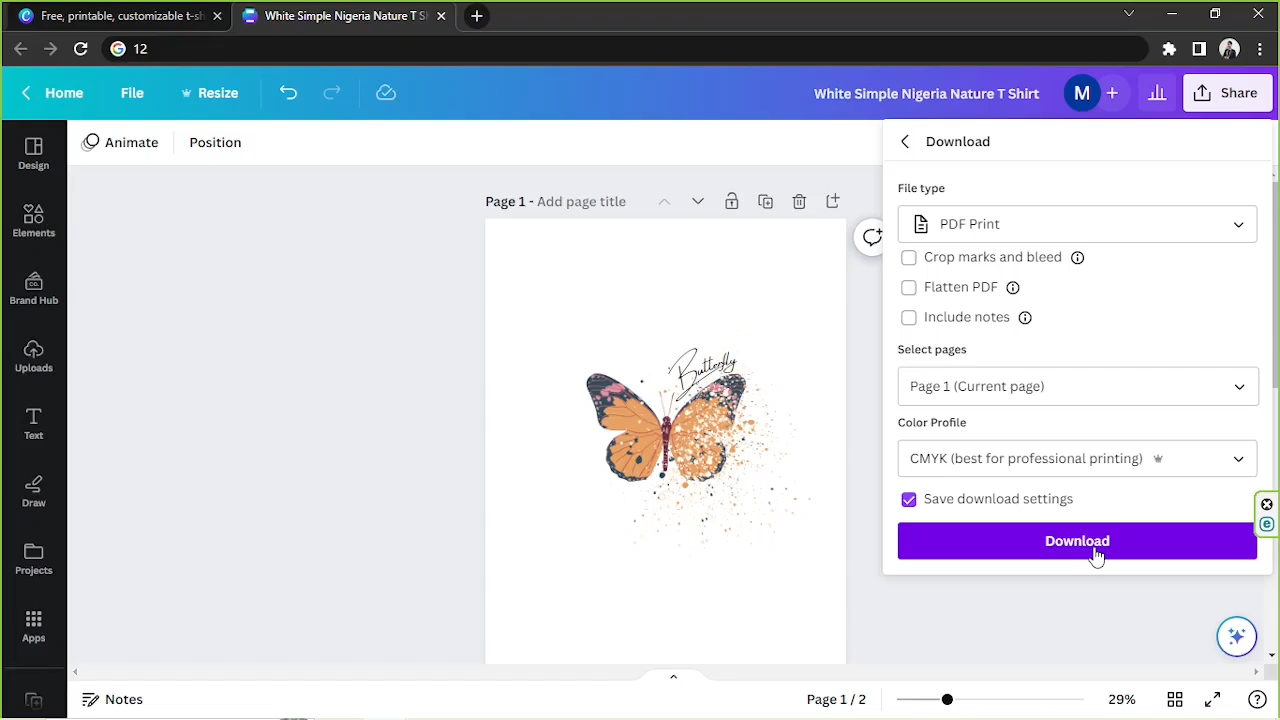 Free, printable, customizable t-sh
White Simple Nigeria Nature T S
12
Home
File
Resize
White Simple Nigeria Nature T Shirt
M
Share
Design
Elements
Brand Hub
Uploads
Text
Draw
Projects
Apps
Animate
Position
Page 1 - Add page title
Butterfly
Download
File type
PDF Print
Crop marks and bleed
Flatten PDF
Include notes
Select pages
Page 1 (Current page)
Color Profile
CMYK (best for professional printing)
Save download settings
Download
Notes
Page 1 / 2
29%